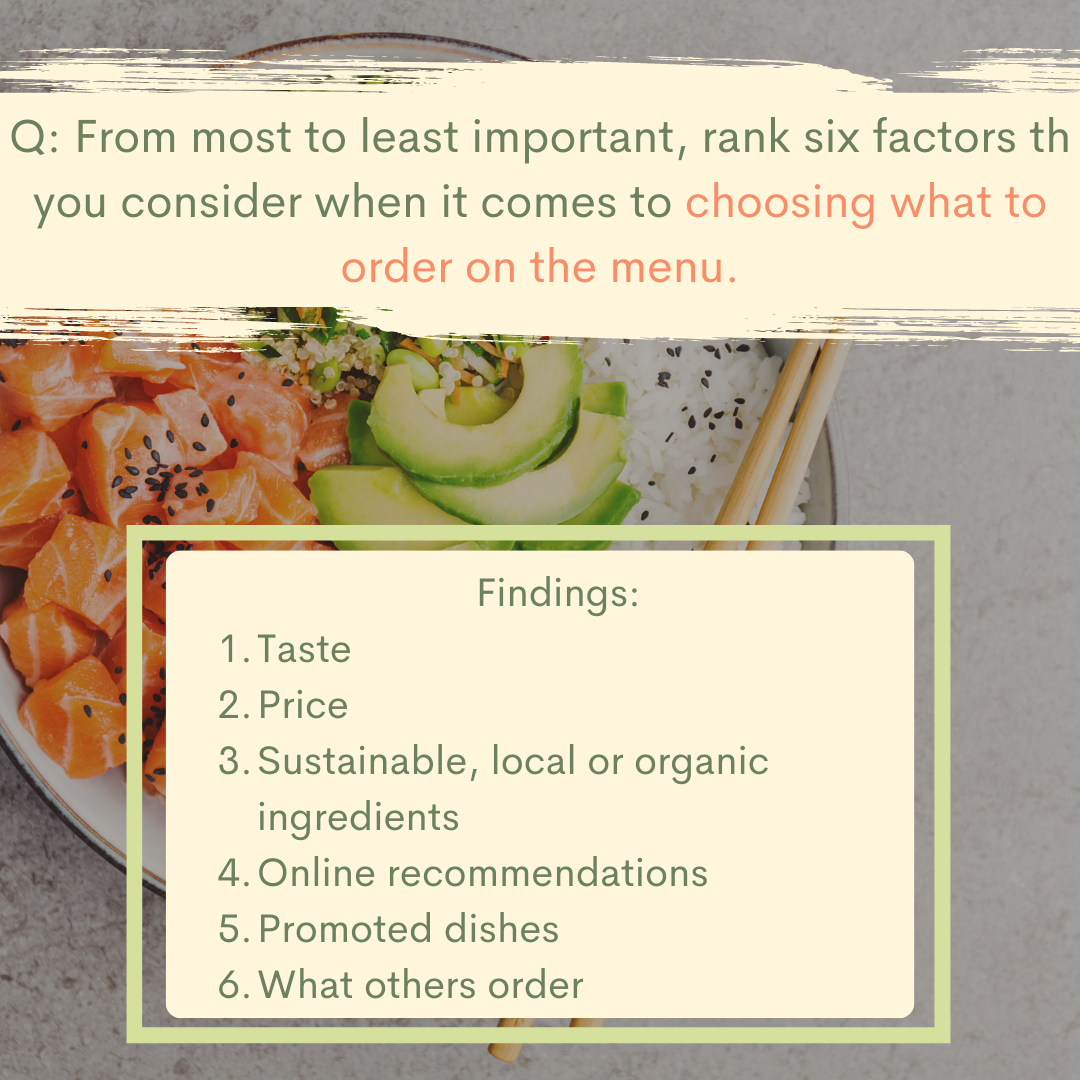 Q: From most to least important, rank six factors th
you consider when it comes to choosing what to
order on the menu.
Findings:
1. Taste
2. Price
3. Sustainable, local or organic
ingredients
4. Online recommendations
5. Promoted dishes
6. What others order